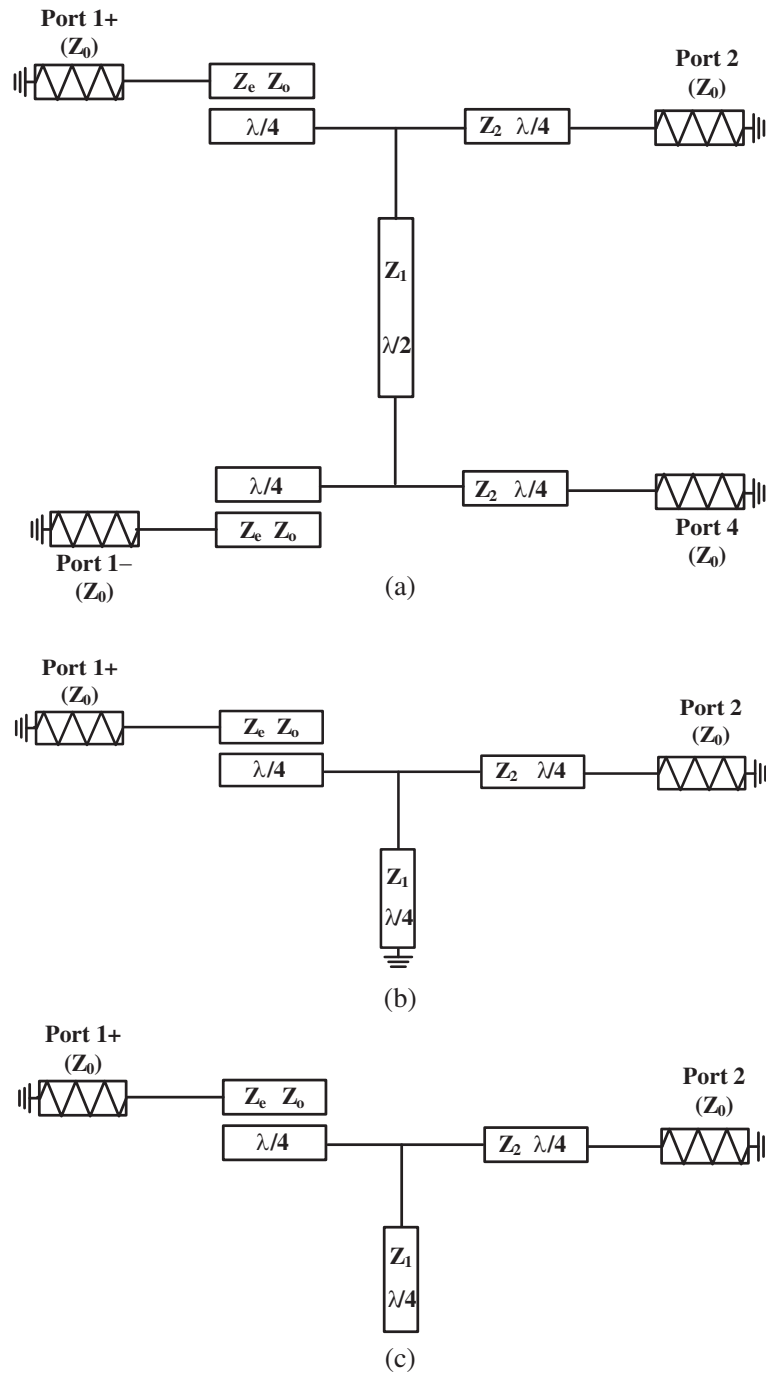 Port 1+
(Z₀)
Zₑ Zₒ
λ/4
Port 2
(Z₀)
Z₂ λ/4
Z₁
λ/2
λ/4
Zₑ Zₒ
Port 1–
(Z₀)
Z₂ λ/4
Port 4
(Z₀)
(a)
Port 1+
(Z₀)
Zₑ Zₒ
λ/4
Port 2
(Z₀)
Z₂ λ/4
Z₁
λ/4
(b)
Port 1+
(Z₀)
Zₑ Zₒ
λ/4
Port 2
(Z₀)
Z₂ λ/4
Z₁
λ/4
(c)